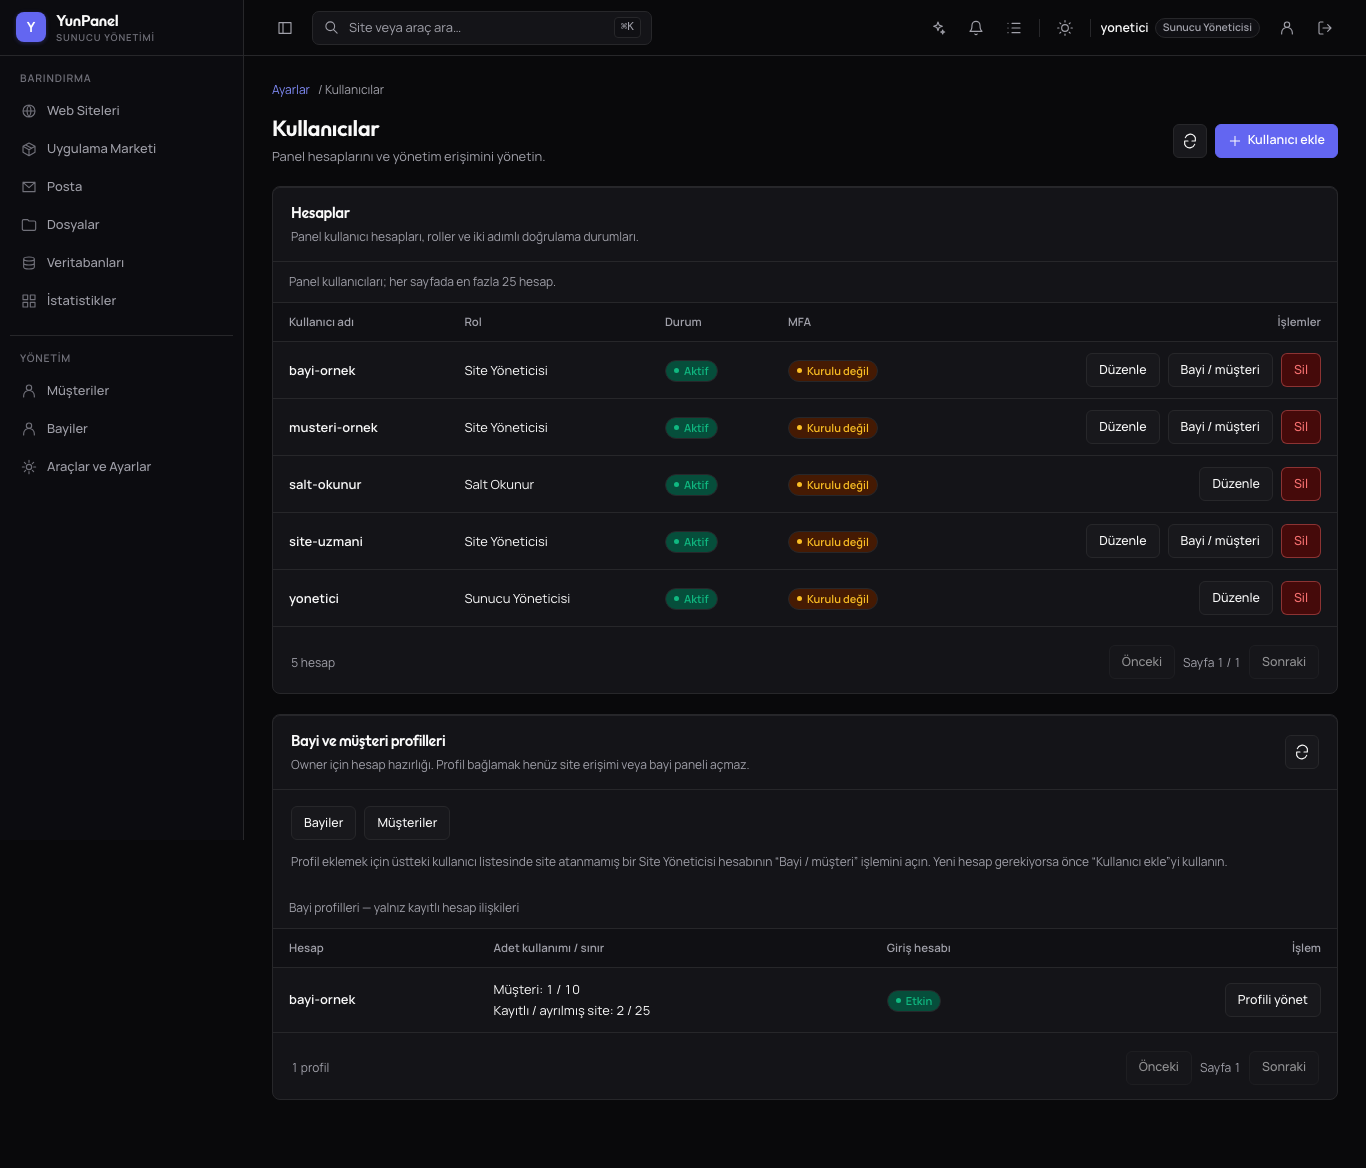 Y
YunPanel
SUNUCU YÖNETİMİ
Site veya araç ara...
⌘K
yonetici
Sunucu Yöneticisi
BARINDIRMA
Web Siteleri
Uygulama Marketi
Posta
Dosyalar
Veritabanları
İstatistikler
YÖNETİM
Müşteriler
Bayiler
Araçlar ve Ayarlar
Ayarlar / Kullanıcılar
Kullanıcılar
Panel hesaplarını ve yönetim erişimini yönetin.
Kullanıcı ekle
Hesaplar
Panel kullanıcı hesapları, roller ve iki adımlı doğrulama durumları.
Panel kullanıcıları; her sayfada en fazla 25 hesap.
Kullanıcı adı Rol Durum MFA İşlemler
bayi-ornek Site Yöneticisi Aktif Kurulu değil Düzenle Bayi / müşteri Sil
musteri-ornek Site Yöneticisi Aktif Kurulu değil Düzenle Bayi / müşteri Sil
salt-okunur Salt Okunur Aktif Kurulu değil Düzenle Sil
site-uzmani Site Yöneticisi Aktif Kurulu değil Düzenle Bayi / müşteri Sil
yonetici Sunucu Yöneticisi Aktif Kurulu değil Düzenle Sil
5 hesap Önceki Sayfa 1 / 1 Sonraki
Bayi ve müşteri profilleri
Owner için hesap hazırlığı. Profil bağlamak henüz site erişimi veya bayi paneli açmaz.
Bayiler Müşteriler
Profil eklemek için üstteki kullanıcı listesinde site atanmamış bir Site Yöneticisi hesabının “Bayi / müşteri” işlemini açın. Yeni hesap gerekiyorsa önce “Kullanıcı ekle”yi kullanın.
Bayi profilleri — yalnız kayıtlı hesap ilişkileri
Hesap Adet kullanımı / sınır Giriş hesabı İşlem
bayi-ornek Müşteri: 1 / 10
Kayıtlı / ayrılmış site: 2 / 25 Etkin Profili yönet
1 profil Önceki Sayfa 1 Sonraki